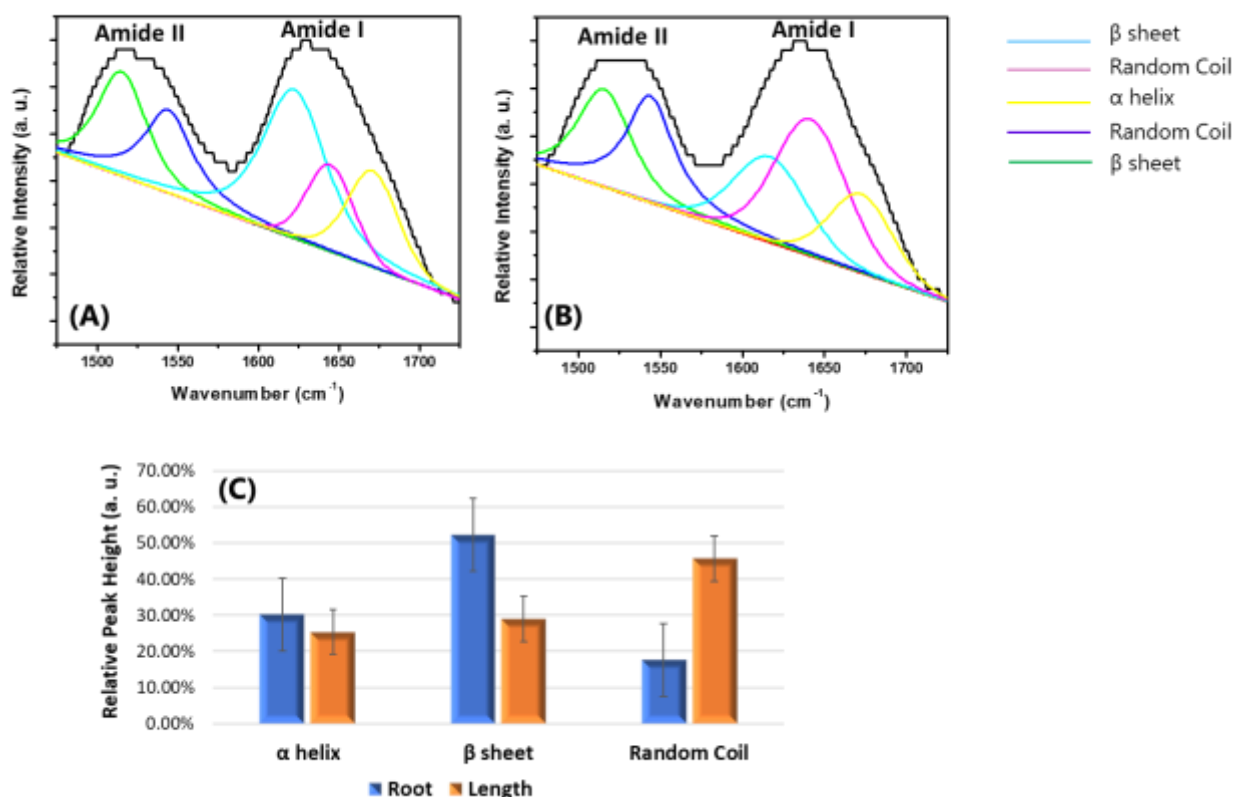 Amide II
Amide I
Relative Intensity (a. u.)
(A)
1500 1550 1600 1650 1700
Wavenumber (cm⁻¹)
Amide II
Amide I
Relative Intensity (a. u.)
(B)
1500 1550 1600 1650 1700
Wavenumber (cm⁻¹)
β sheet
Random Coil
α helix
Random Coil
β sheet
(C)
Relative Peak Height (a. u.)
70.00%
60.00%
50.00%
40.00%
30.00%
20.00%
10.00%
0.00%
α helix β sheet Random Coil
Root Length